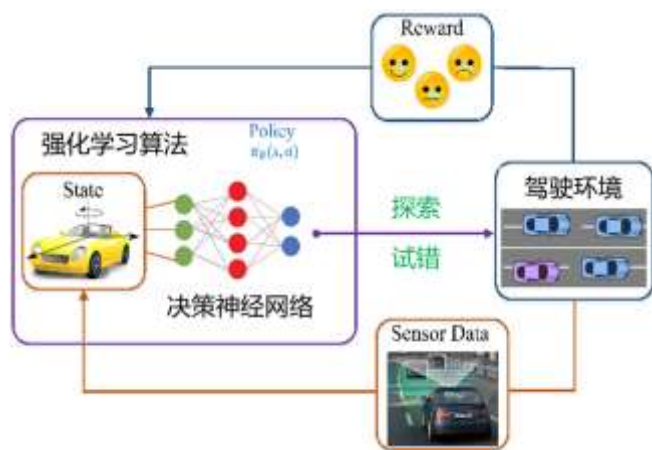 Reward
强化学习算法
Policy
πθ(s,a)
State
决策神经网络
探索
试错
驾驶环境
Sensor Data